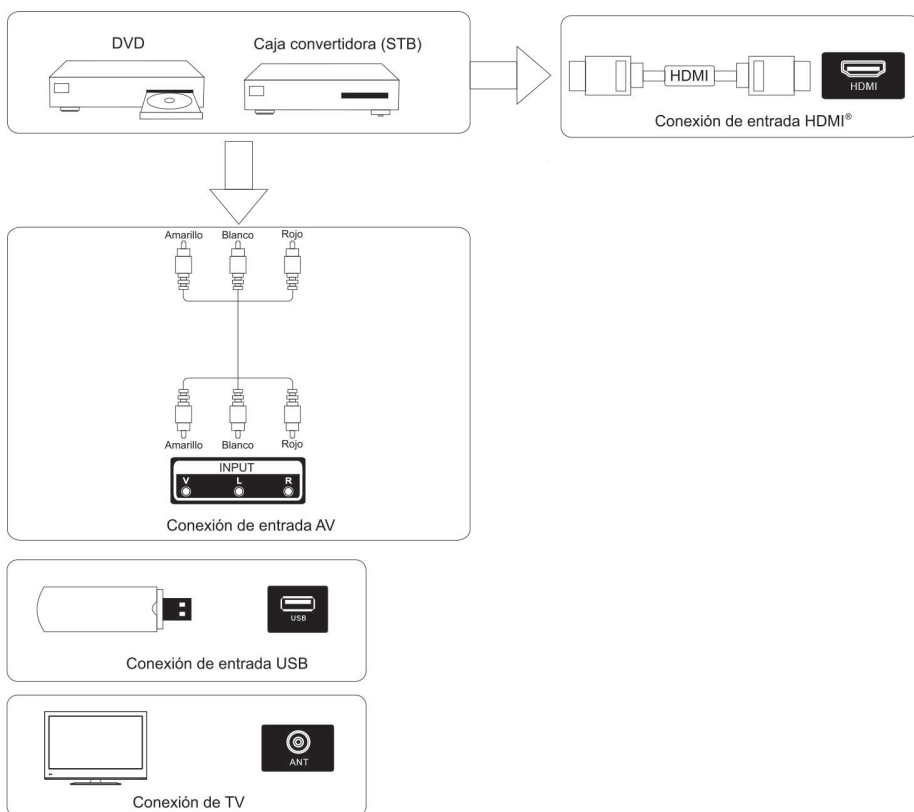 DVD
Caja convertidora (STB)
HDMI
HDMI
Conexión de entrada HDMI®
Amarillo Blanco Rojo
Amarillo Blanco Rojo
INPUT
V L R
Conexión de entrada AV
USB
Conexión de entrada USB
ANT
Conexión de TV